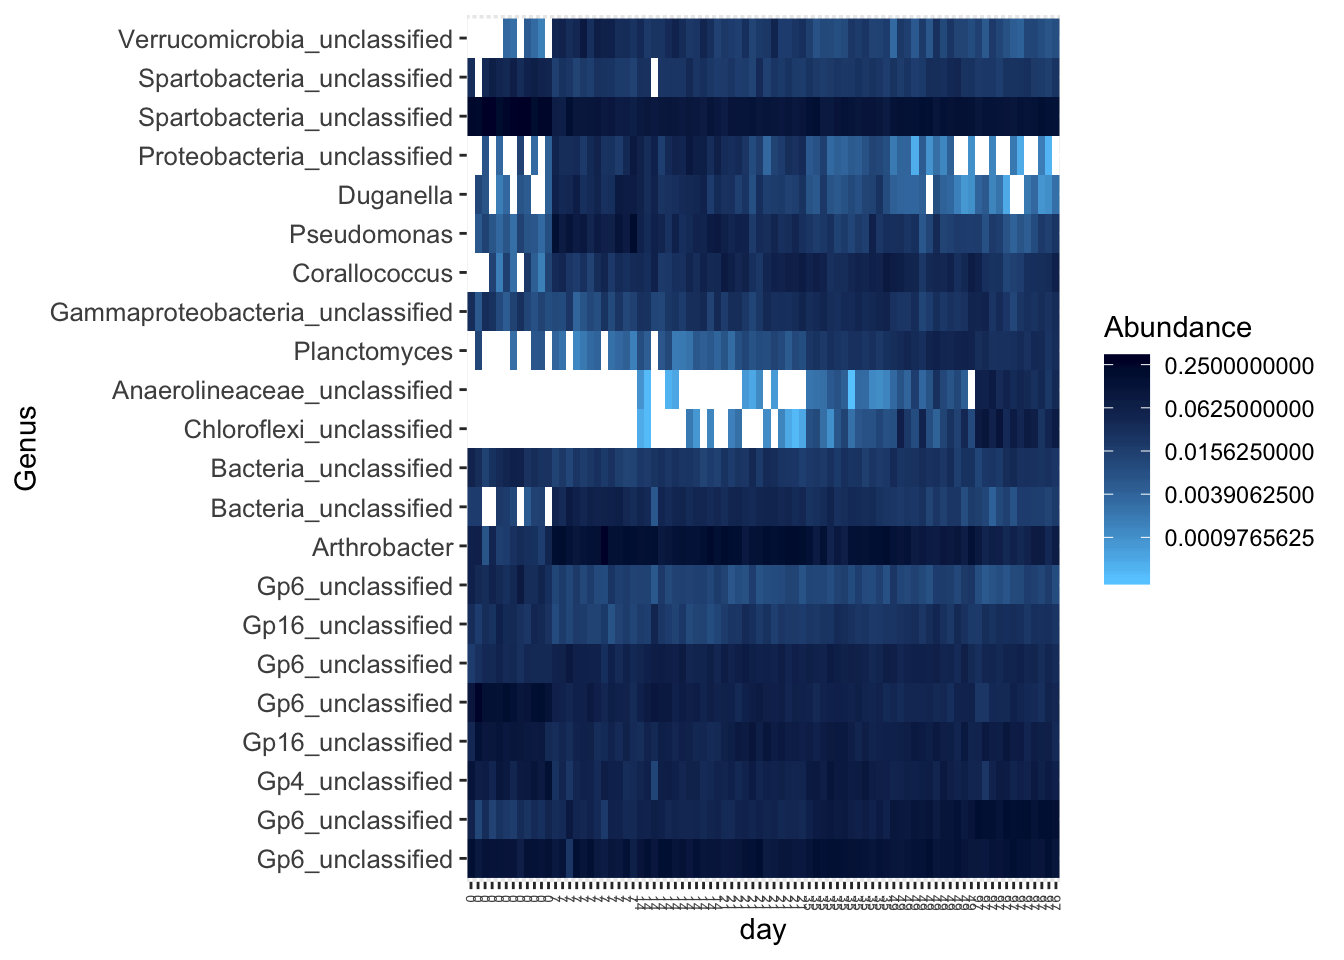 Verrucomicrobia_unclassified
Spartobacteria_unclassified
Spartobacteria_unclassified
Proteobacteria_unclassified
Duganella
Pseudomonas
Corallococcus
Gammaproteobacteria_unclassified
Planctomyces
Anaerolineaceae_unclassified
Chloroflexi_unclassified
Bacteria_unclassified
Bacteria_unclassified
Arthrobacter
Gp6_unclassified
Gp16_unclassified
Gp6_unclassified
Gp6_unclassified
Gp16_unclassified
Gp4_unclassified
Gp6_unclassified
Gp6_unclassified
Genus
day
Abundance
0.2500000000
0.0625000000
0.0156250000
0.0039062500
0.0009765625